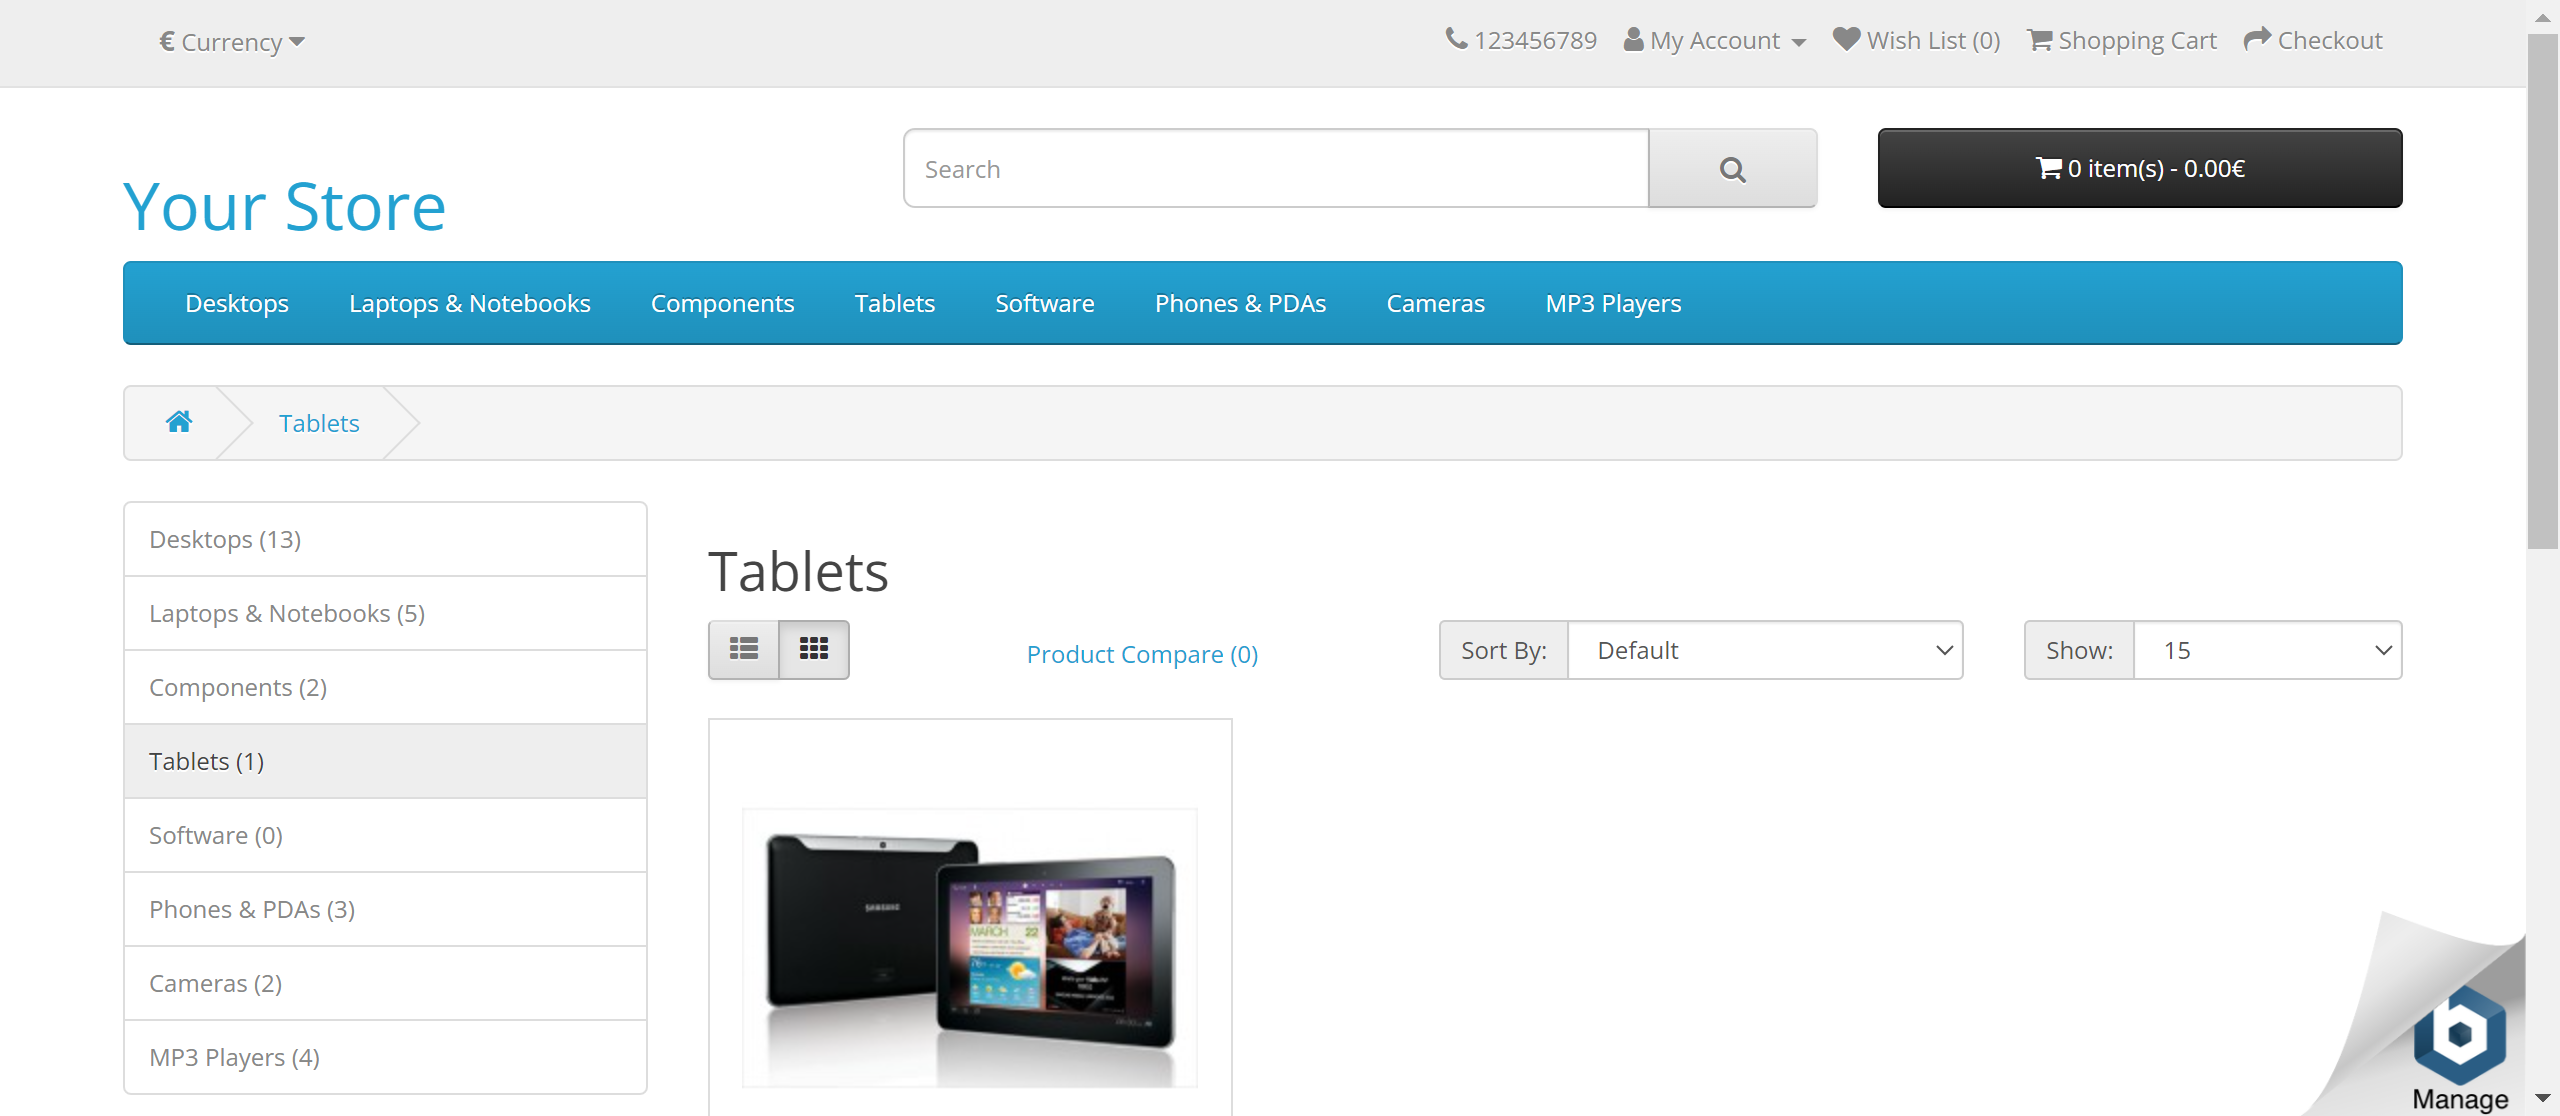 € Currency
123456789 My Account Wish List (0) Shopping Cart Checkout
Your Store
Search
0 item(s) - 0.00€
Desktops Laptops & Notebooks Components Tablets Software Phones & PDAs Cameras MP3 Players
Tablets
Desktops (13)
Laptops & Notebooks (5)
Components (2)
Tablets (1)
Software (0)
Phones & PDAs (3)
Cameras (2)
MP3 Players (4)
Tablets
Product Compare (0)
Sort By: Default
Show: 15
SAMSUNG
MARCH 22
Manage